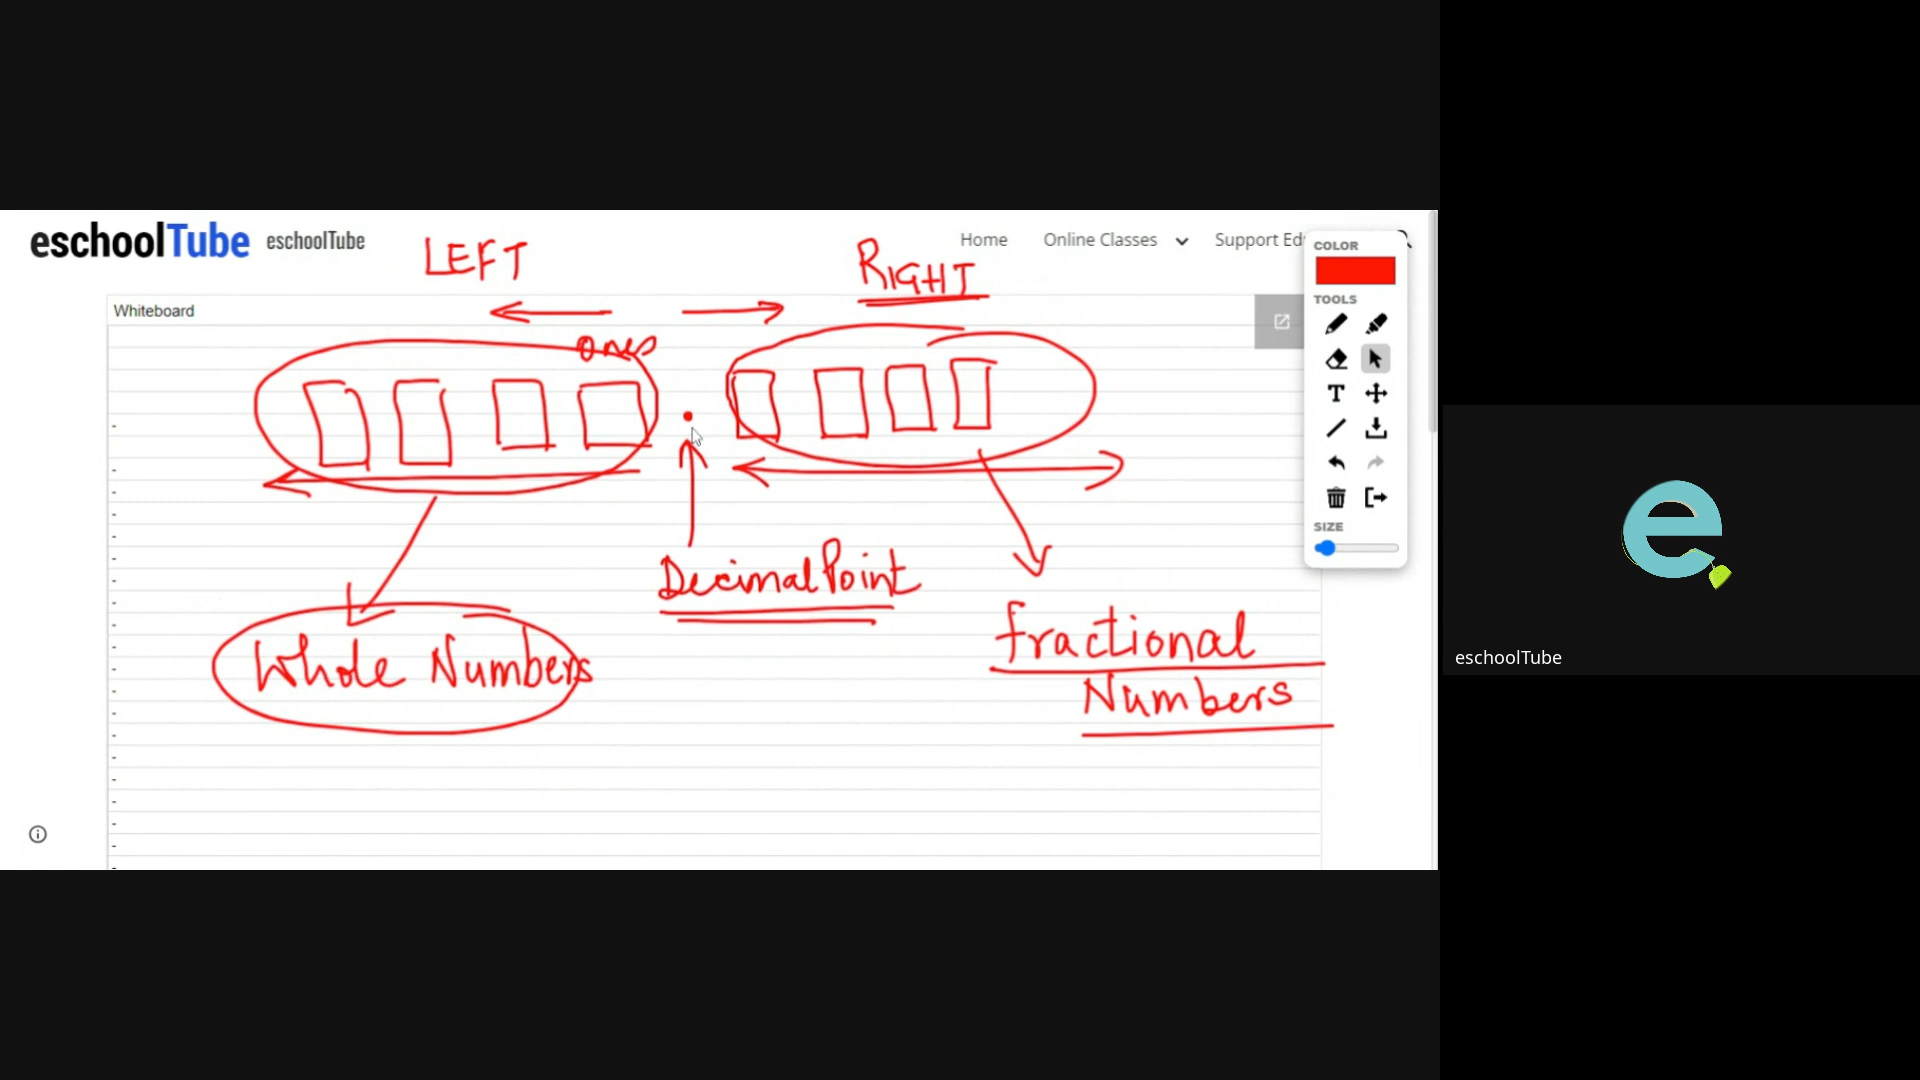 eschoolTube eschoolTube
Home Online Classes Support
LEFT
RIGHT
COLOR
TOOLS
Whiteboard
ones
T
SIZE
Decimal Point
fractional
Numbers
Whole Numbers
eschoolTube